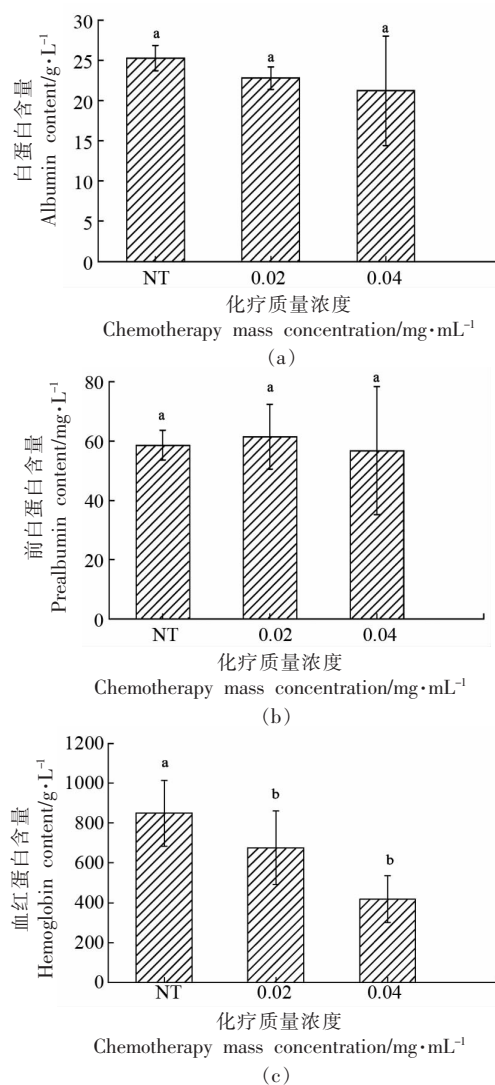 白蛋白含量
Albumin content/g·L⁻¹
30
25
20
15
10
5
0
a
a
a
NT
0.02
0.04
化疗质量浓度
Chemotherapy mass concentration/mg·mL⁻¹
(a)
前白蛋白含量
Prealbumin content/mg·L⁻¹
80
60
40
20
0
a
a
a
NT
0.02
0.04
化疗质量浓度
Chemotherapy mass concentration/mg·mL⁻¹
(b)
血红蛋白含量
Hemoglobin content/g·L⁻¹
1200
1000
800
600
400
200
0
a
b
b
NT
0.02
0.04
化疗质量浓度
Chemotherapy mass concentration/mg·mL⁻¹
(c)